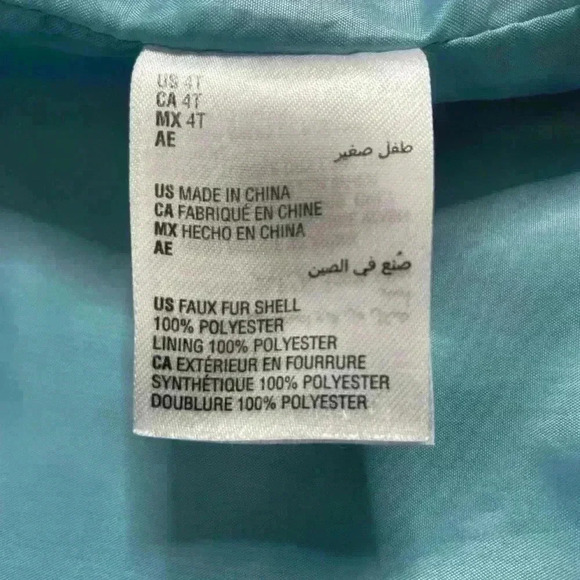 US 4T
CA 4T
MX 4T
AE
طفل صغير
US MADE IN CHINA
CA FABRIQUÉ EN CHINE
MX HECHO EN CHINA
AE
صُنع في الصين
US FAUX FUR SHELL
100% POLYESTER
LINING 100% POLYESTER
CA EXTÉRIEUR EN FOURRURE
SYNTHÉTIQUE 100% POLYESTER
DOUBLURE 100% POLYESTER